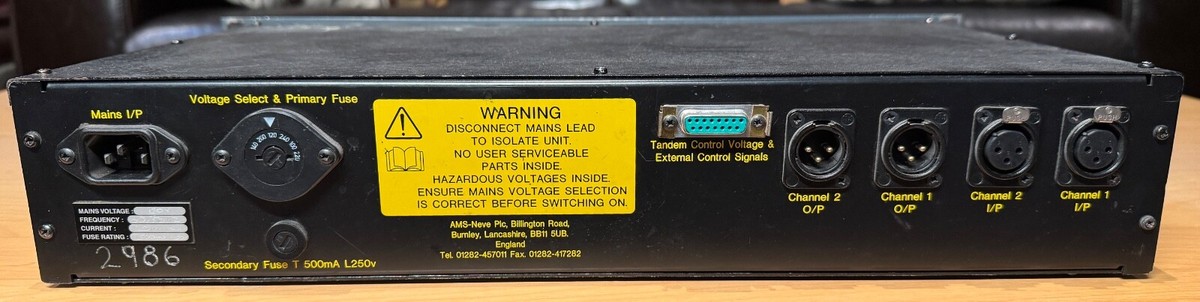 Mains I/P
Voltage Select & Primary Fuse
WARNING
DISCONNECT MAINS LEAD
TO ISOLATE UNIT.
NO USER SERVICEABLE
PARTS INSIDE.
HAZARDOUS VOLTAGES INSIDE.
ENSURE MAINS VOLTAGE SELECTION
IS CORRECT BEFORE SWITCHING ON.
AMS-Neve Plc, Billington Road,
Burnley, Lancashire, BB11 5UB.
England
Tel. 01282-457011 Fax. 01282-417282
MAINS VOLTAGE :
FREQUENCY :
CURRENT :
FUSE RATING :
2986
Secondary Fuse T 500mA L250v
Tandem Control Voltage &
External Control Signals
Channel 2
O/P
Channel 1
O/P
Channel 2
I/P
Channel 1
I/P